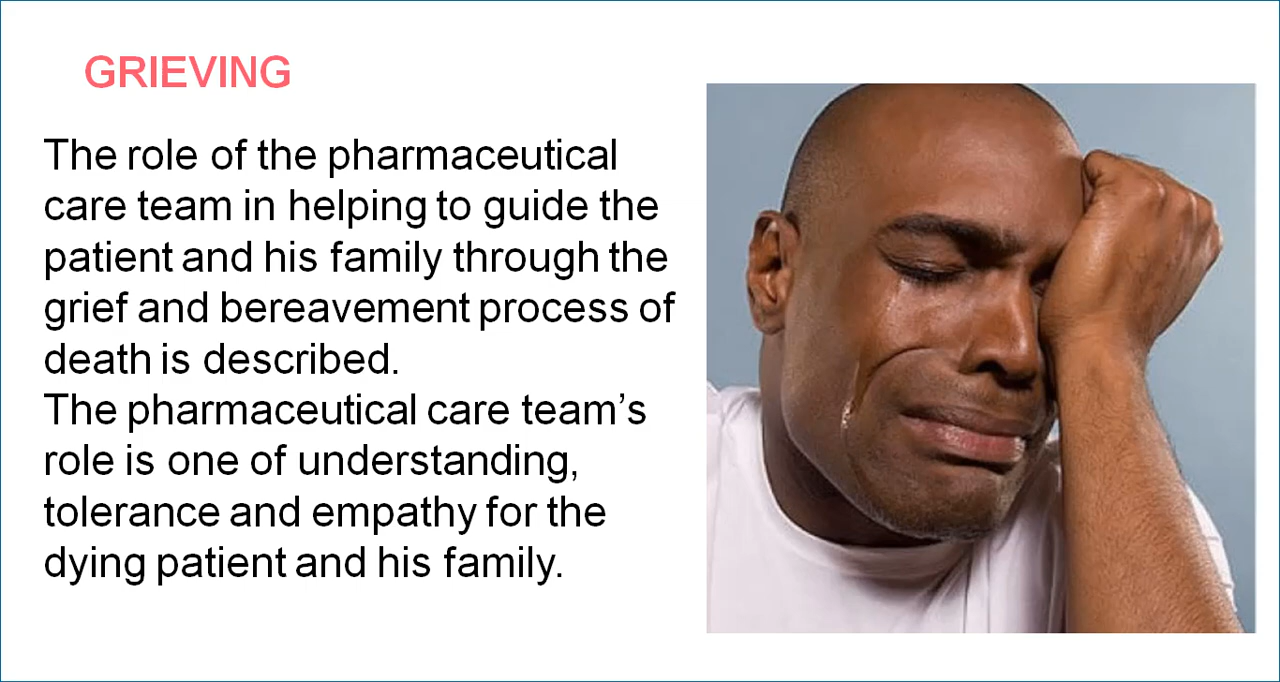 GRIEVING
The role of the pharmaceutical
care team in helping to guide the
patient and his family through the
grief and bereavement process of
death is described.
The pharmaceutical care team’s
role is one of understanding,
tolerance and empathy for the
dying patient and his family.